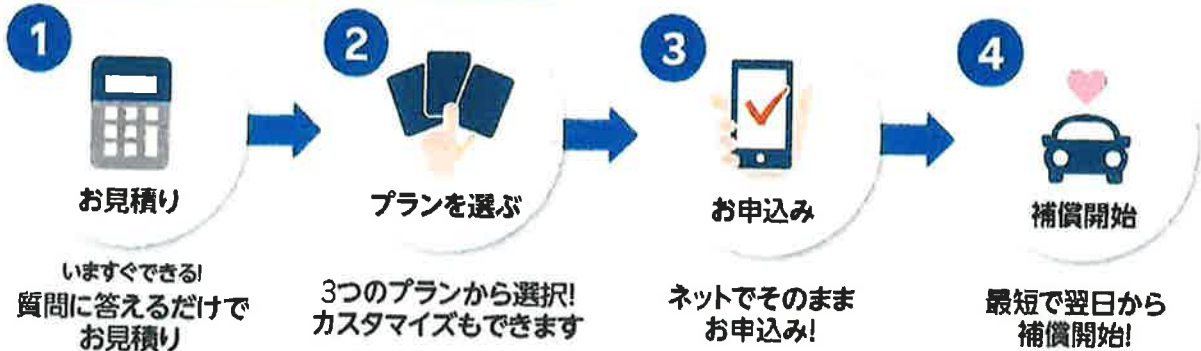 1
お見積り
いますぐできる!
質問に答えるだけで
お見積り
2
プランを選ぶ
3つのプランから選択!
カスタマイズもできます
3
お申込み
ネットでそのまま
お申込み!
4
補償開始
最短で翌日から
補償開始!